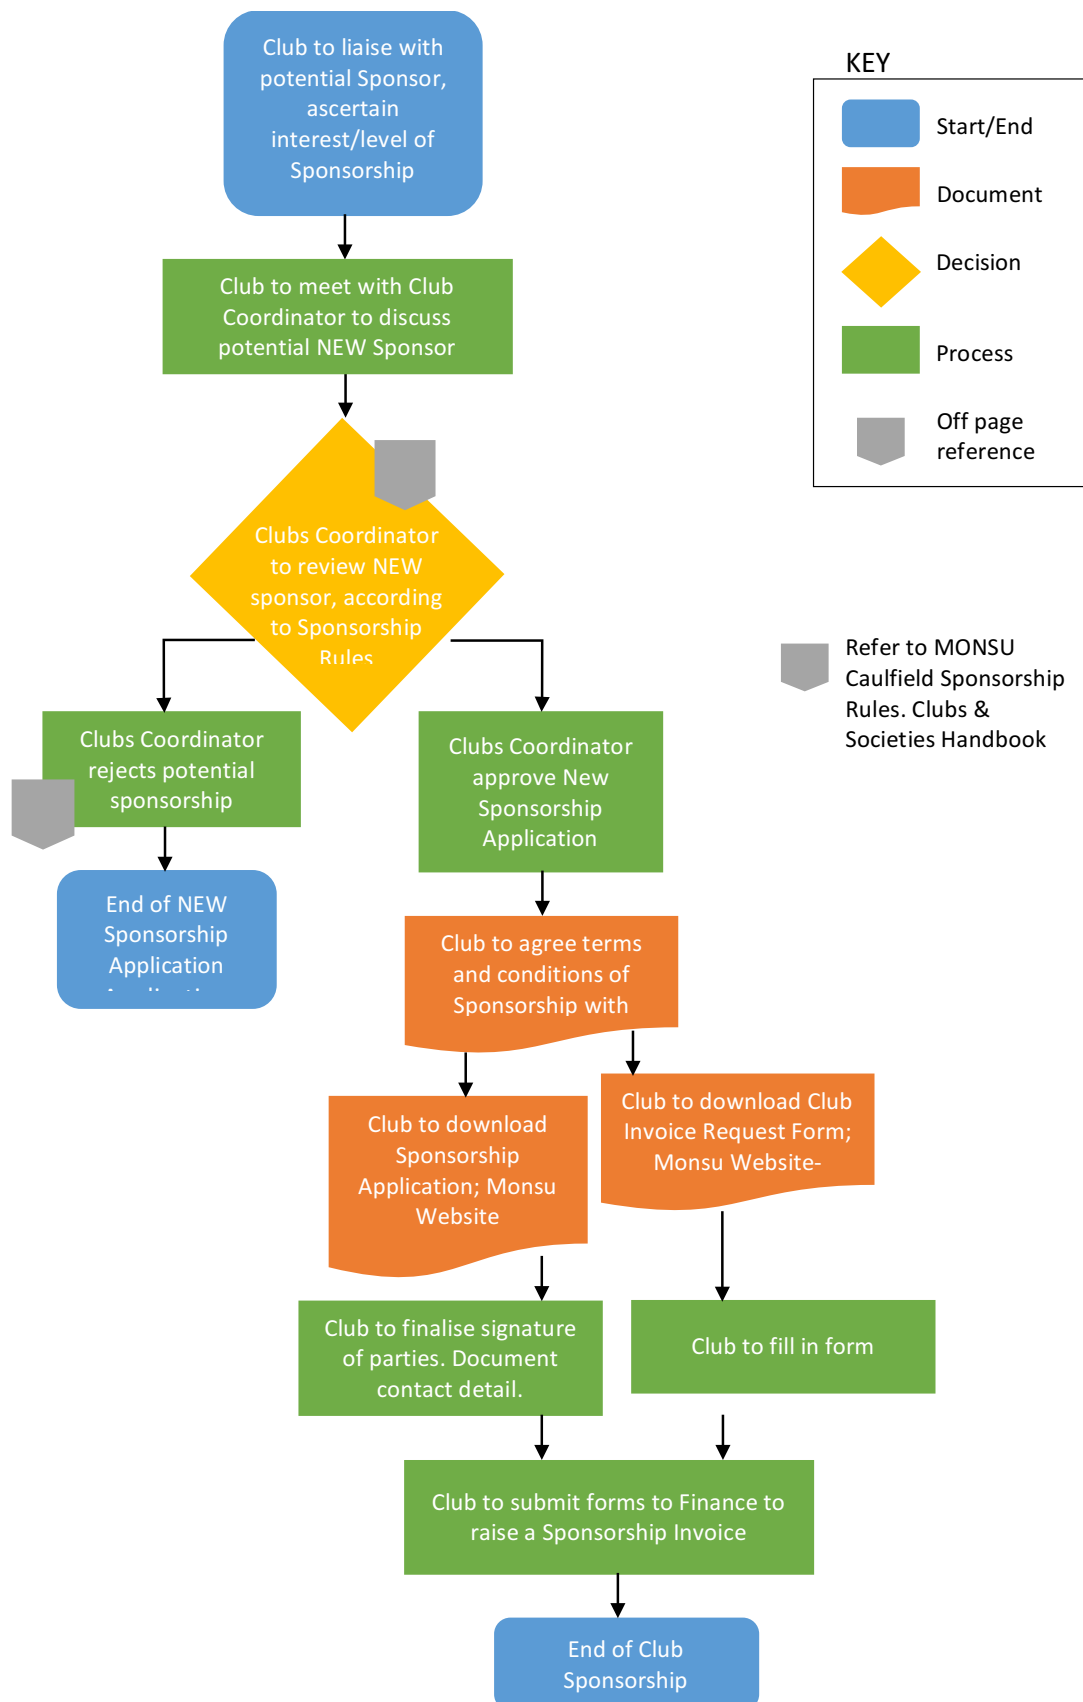 Club to liaise with
potential Sponsor,
ascertain
interest/level of
Sponsorship
KEY
Start/End
Document
Decision
Process
Off page
reference
Club to meet with Club
Coordinator to discuss
potential NEW Sponsor
Clubs Coordinator
to review NEW
sponsor, according
to Sponsorship
Rules
Refer to MONSU
Caulfield Sponsorship
Rules. Clubs &
Societies Handbook
Clubs Coordinator
rejects potential
sponsorship
Clubs Coordinator
approve New
Sponsorship
Application
End of NEW
Sponsorship
Application
Club to agree terms
and conditions of
Sponsorship with
Club to download
Sponsorship
Application; Monsu
Website
Club to download Club
Invoice Request Form;
Monsu Website-
Club to finalise signature
of parties. Document
contact detail.
Club to fill in form
Club to submit forms to Finance to
raise a Sponsorship Invoice
End of Club
Sponsorship